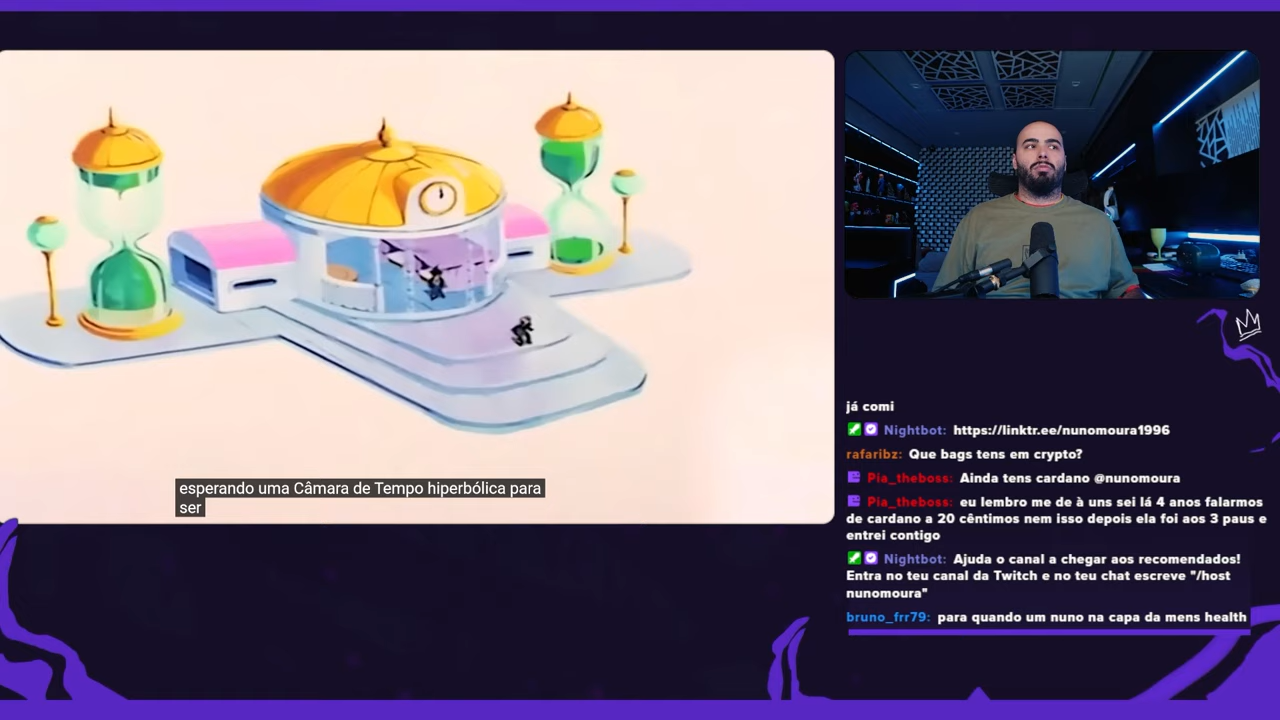 esperando uma Câmara de Tempo hiperbólica para
ser
já comi
Nightbot: https://linktr.ee/nunomoura1996
rafaribz: Que bags tens em crypto?
Pia_theboss: Ainda tens cardano @nunomoura
Pia_theboss: eu lembro me de à uns sei lá 4 anos falarmos
de cardano a 20 cêntimos nem isso depois ela foi aos 3 paus e
entrei contigo
Nightbot: Ajuda o canal a chegar aos recomendados!
Entra no teu canal da Twitch e no teu chat escreve "/host
nunomoura"
bruno_frr79: para quando um nuno na capa da mens health